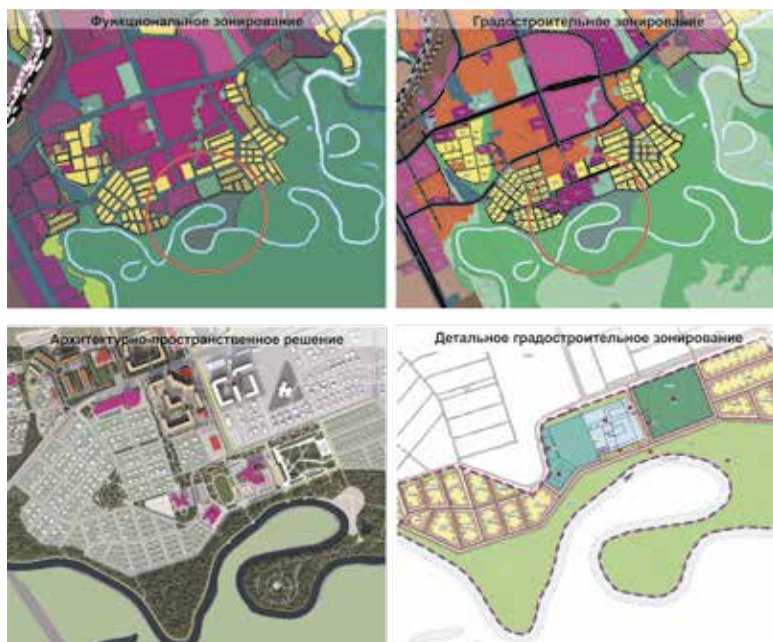 Функциональное зонирование
Градостроительное зонирование
Архитектурно-пространственное решение
Детальное градостроительное зонирование